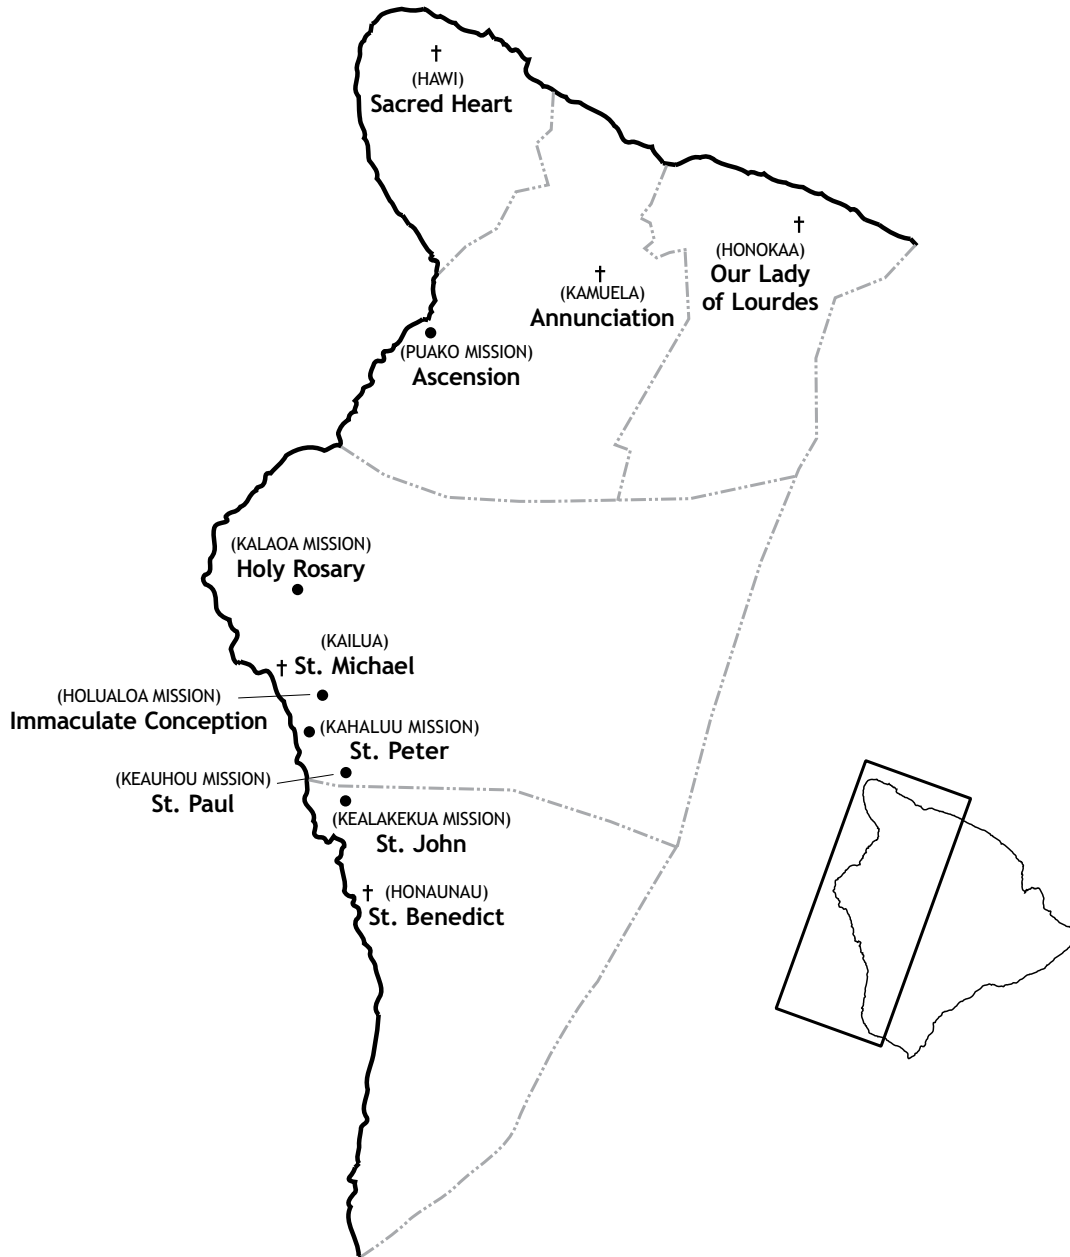 (HAWI)
Sacred Heart
(HONOKAA)
Our Lady
of Lourdes
(KAMUELA)
Annunciation
(PUAKO MISSION)
Ascension
(KALAOA MISSION)
Holy Rosary
(KAILUA)
St. Michael
(HOLUALOA MISSION)
Immaculate Conception
(KAHALUU MISSION)
St. Peter
(KEAUHOU MISSION)
St. Paul
(KEALAKEKUA MISSION)
St. John
(HONAUNAU)
St. Benedict